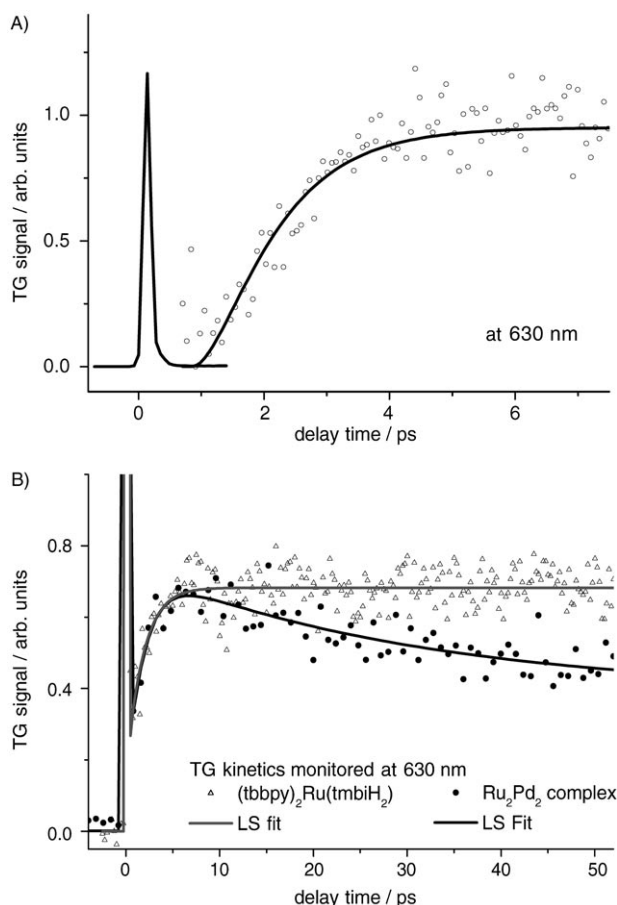 A)
TG signal / arb. units
1.0
0.5
0.0
at 630 nm
0 2 4 6
delay time / ps
B)
TG signal / arb. units
0.8
0.4
0.0
TG kinetics monitored at 630 nm
(tbbpy)₂Ru(tmbiH₂) Ru₂Pd₂ complex
LS fit LS Fit
0 10 20 30 40 50
delay time / ps